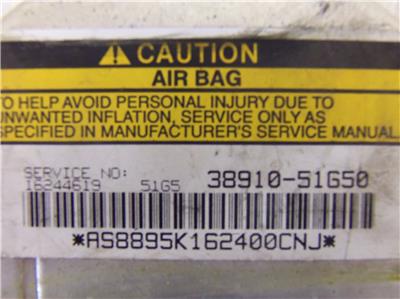 ⚠ CAUTION
AIR BAG
TO HELP AVOID PERSONAL INJURY DUE TO
UNWANTED INFLATION, SERVICE ONLY AS
SPECIFIED IN MANUFACTURER'S SERVICE MANUAL.
SERVICE NO:
16244619 51G5 38910-51G50
*AS8895K162400CNJ*